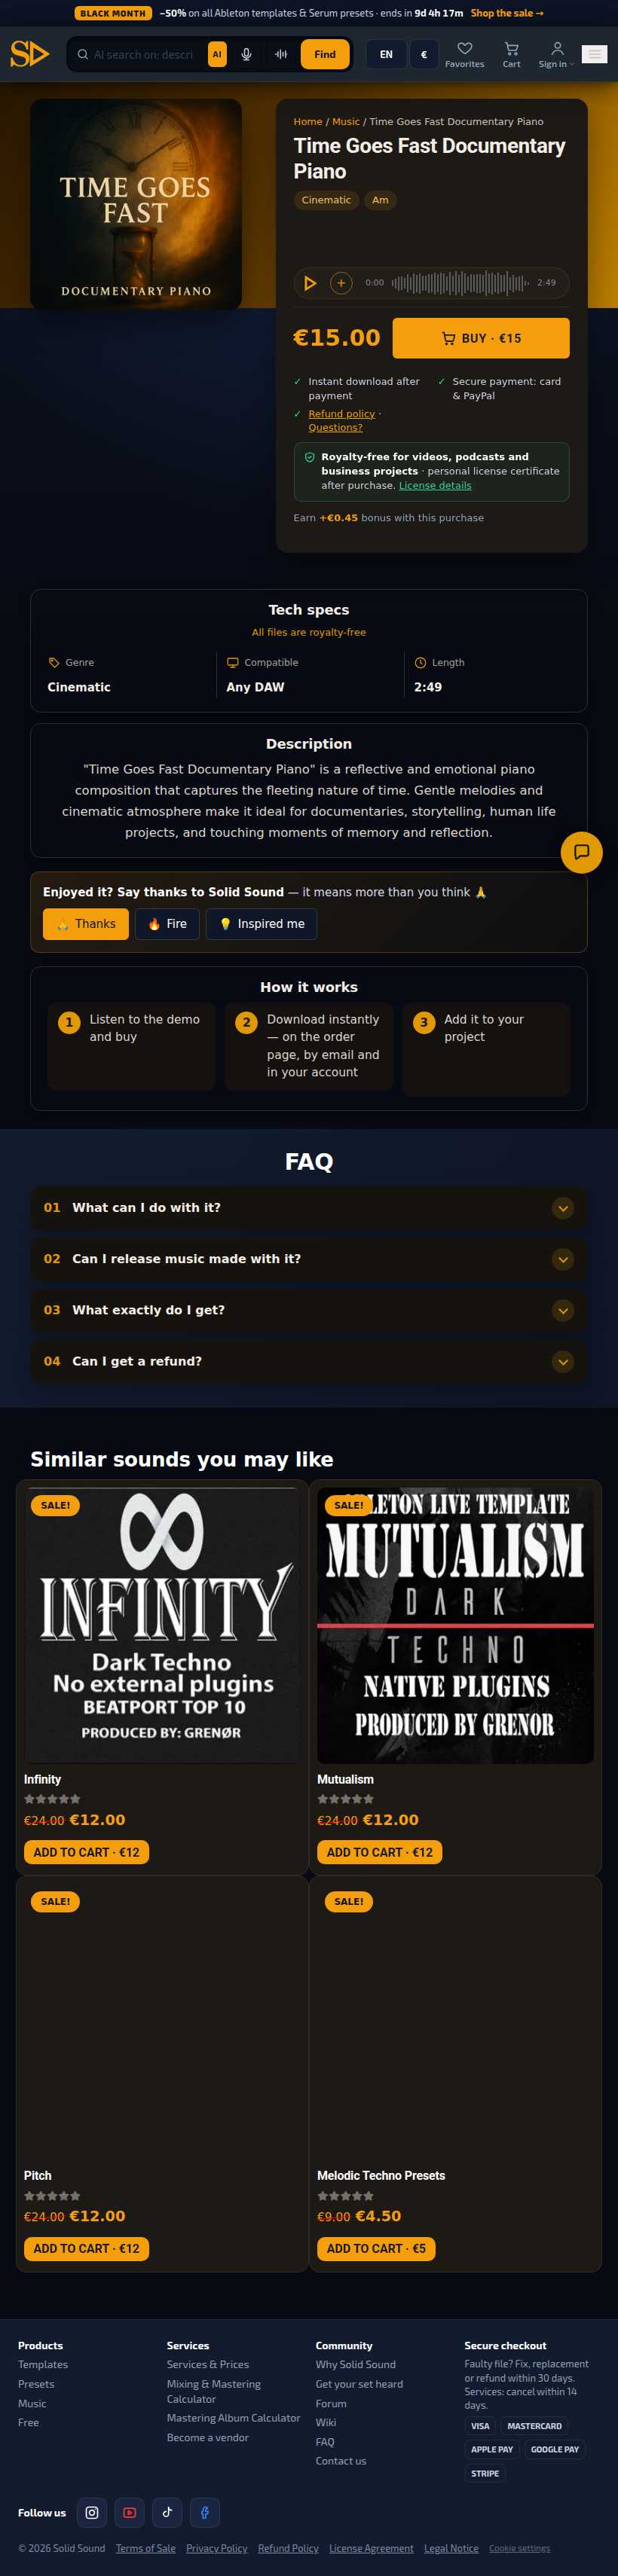 BLACK MONTH −50% on all Ableton templates & Serum presets · ends in 9d 4h 17m Shop the sale →
SD
AI search on: descri
AI
Find
EN
€
Favorites
Cart
Sign in
TIME GOES
FAST
DOCUMENTARY PIANO
Home / Music / Time Goes Fast Documentary Piano
Time Goes Fast Documentary
Piano
Cinematic
Am
0:00
2:49
€15.00
BUY · €15
✓ Instant download after
payment
✓ Secure payment: card
& PayPal
✓ Refund policy ·
Questions?
Royalty-free for videos, podcasts and
business projects · personal license certificate
after purchase. License details
Earn +€0.45 bonus with this purchase
Tech specs
All files are royalty-free
Genre
Cinematic
Compatible
Any DAW
Length
2:49
Description
"Time Goes Fast Documentary Piano" is a reflective and emotional piano
composition that captures the fleeting nature of time. Gentle melodies and
cinematic atmosphere make it ideal for documentaries, storytelling, human life
projects, and touching moments of memory and reflection.
Enjoyed it? Say thanks to Solid Sound — it means more than you think 🙏
🙏 Thanks
🔥 Fire
💡 Inspired me
How it works
1 Listen to the demo
and buy
2 Download instantly
— on the order
page, by email and
in your account
3 Add it to your
project
FAQ
01 What can I do with it?
02 Can I release music made with it?
03 What exactly do I get?
04 Can I get a refund?
Similar sounds you may like
SALE!
INFINITY
Dark Techno
No external plugins
BEATPORT TOP 10
PRODUCED BY: GRENØR
Infinity
€24.00 €12.00
ADD TO CART · €12
SALE!
LETON LIVE TEMPLATE
MUTUALISM
DARK
TECHNO
NATIVE PLUGINS
PRODUCED BY GRENOR
Mutualism
€24.00 €12.00
ADD TO CART · €12
SALE!
Pitch
€24.00 €12.00
ADD TO CART · €12
SALE!
Melodic Techno Presets
€9.00 €4.50
ADD TO CART · €5
Products
Templates
Presets
Music
Free
Services
Services & Prices
Mixing & Mastering
Calculator
Mastering Album Calculator
Become a vendor
Community
Why Solid Sound
Get your set heard
Forum
Wiki
FAQ
Contact us
Secure checkout
Faulty file? Fix, replacement
or refund within 30 days.
Services: cancel within 14
days.
VISA
MASTERCARD
APPLE PAY
GOOGLE PAY
STRIPE
Follow us
© 2026 Solid Sound Terms of Sale Privacy Policy Refund Policy License Agreement Legal Notice Cookie settings